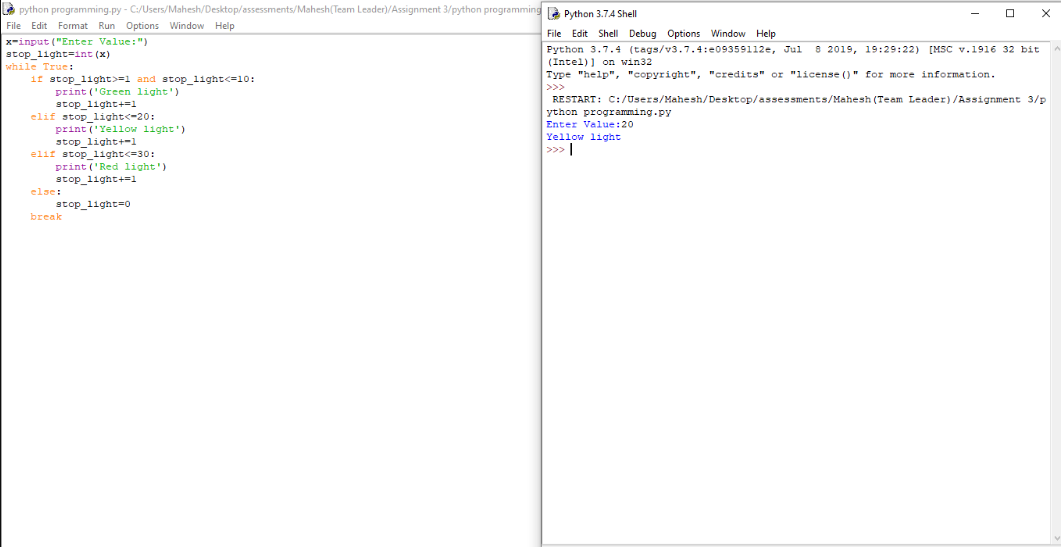 python programming.py - C:/Users/Mahesh/Desktop/assessments/Mahesh(Team Leader)/Assignment 3/python programming
File Edit Format Run Options Window Help
x=input("Enter Value:")
stop_light=int(x)
while True:
    if stop_light>=1 and stop_light<=10:
        print('Green light')
        stop_light+=1
    elif stop_light<=20:
        print('Yellow light')
        stop_light+=1
    elif stop_light<=30:
        print('Red light')
        stop_light+=1
    else:
        stop_light=0
    break
Python 3.7.4 Shell
File Edit Shell Debug Options Window Help
Python 3.7.4 (tags/v3.7.4:e09359112e, Jul  8 2019, 19:29:22) [MSC v.1916 32 bit
(Intel)] on win32
Type "help", "copyright", "credits" or "license()" for more information.
>>>
 RESTART: C:/Users/Mahesh/Desktop/assessments/Mahesh(Team Leader)/Assignment 3/p
ython programming.py
Enter Value:20
Yellow light
>>>